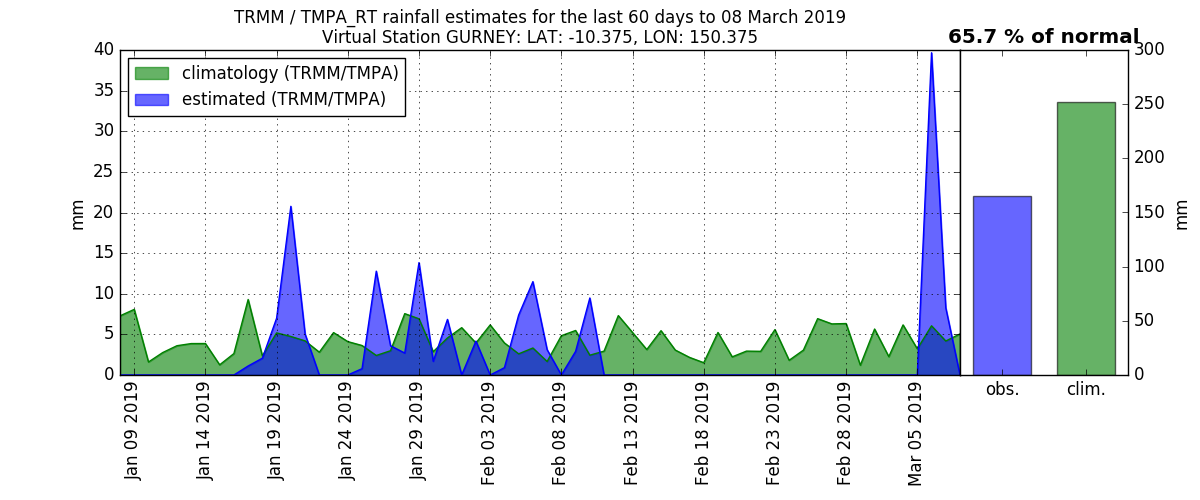 TRMM / TMPA_RT rainfall estimates for the last 60 days to 08 March 2019
Virtual Station GURNEY: LAT: -10.375, LON: 150.375
65.7 % of normal
climatology (TRMM/TMPA)
estimated (TRMM/TMPA)
40
35
30
25
20
15
10
5
0
mm
Jan 09 2019
Jan 14 2019
Jan 19 2019
Jan 24 2019
Jan 29 2019
Feb 03 2019
Feb 08 2019
Feb 13 2019
Feb 18 2019
Feb 23 2019
Feb 28 2019
Mar 05 2019
obs.
clim.
300
250
200
150
100
50
0
mm